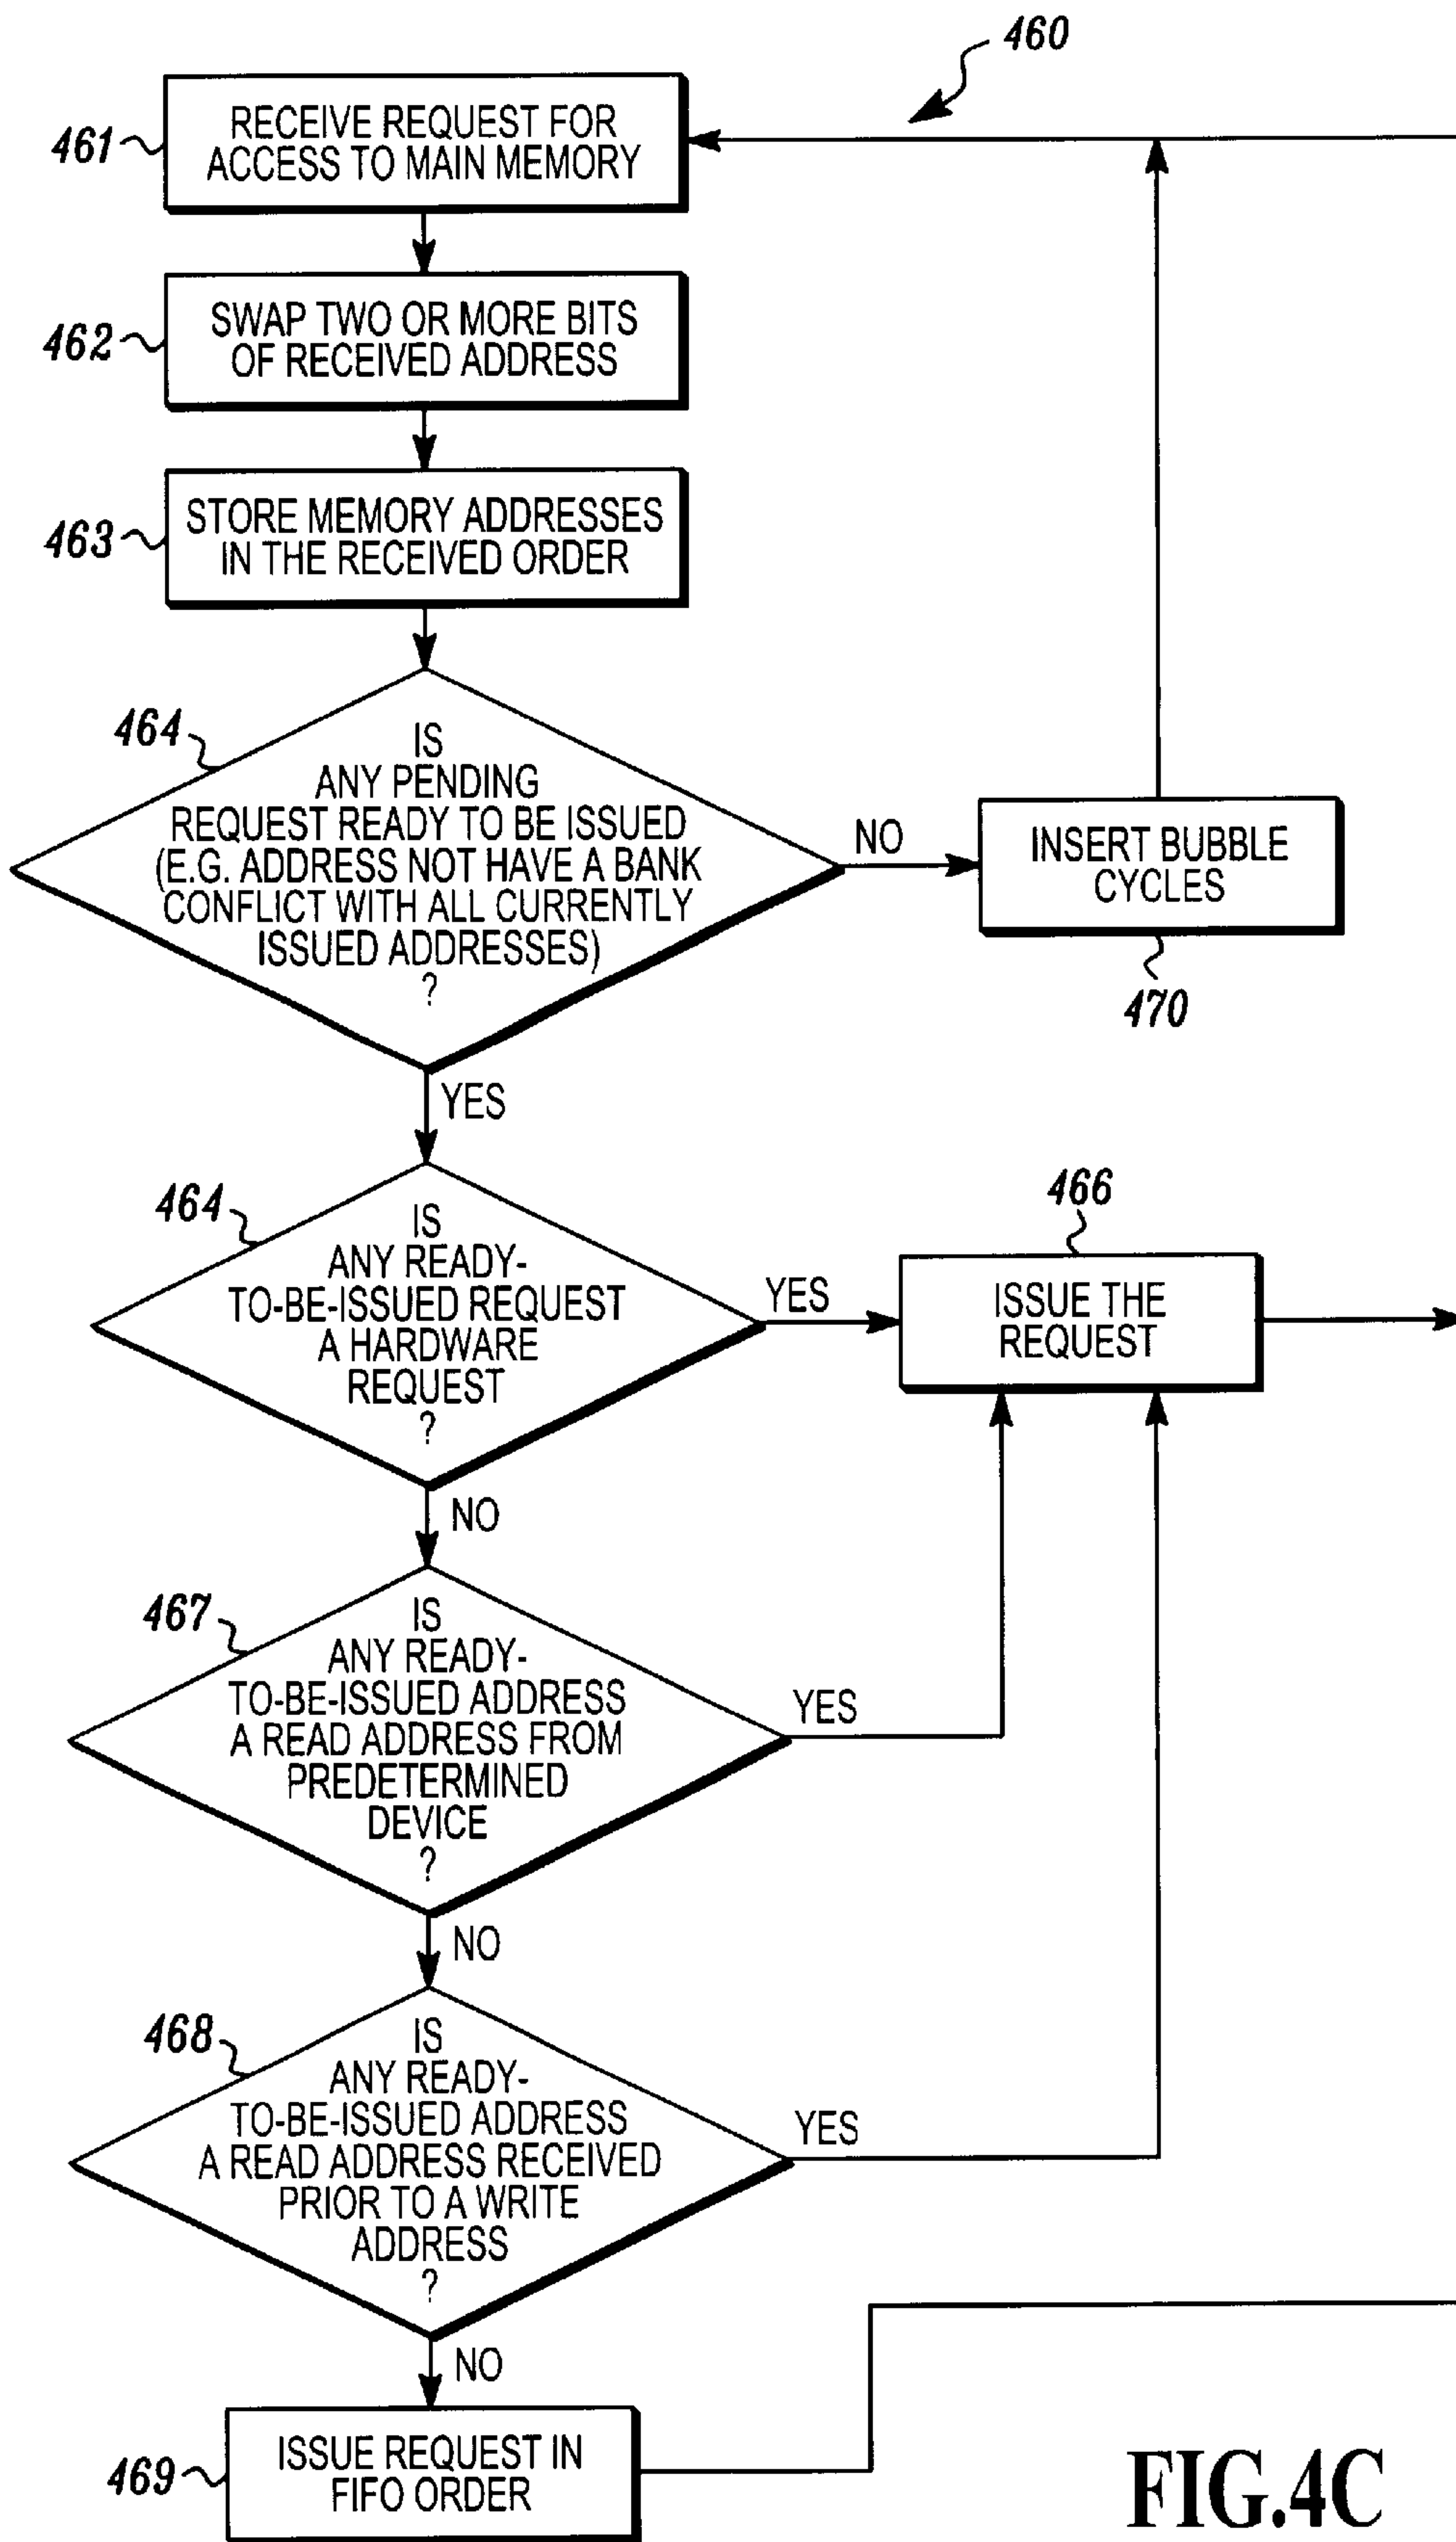 460
461
RECEIVE REQUEST FOR
ACCESS TO MAIN MEMORY
462
SWAP TWO OR MORE BITS
OF RECEIVED ADDRESS
463
STORE MEMORY ADDRESSES
IN THE RECEIVED ORDER
464
IS
ANY PENDING
REQUEST READY TO BE ISSUED
(E.G. ADDRESS NOT HAVE A BANK
CONFLICT WITH ALL CURRENTLY
ISSUED ADDRESSES)
?
NO
INSERT BUBBLE
CYCLES
470
YES
464
IS
ANY READY-
TO-BE-ISSUED REQUEST
A HARDWARE
REQUEST
?
YES
466
ISSUE THE
REQUEST
NO
467
IS
ANY READY-
TO-BE-ISSUED ADDRESS
A READ ADDRESS FROM
PREDETERMINED
DEVICE
?
YES
NO
468
IS
ANY READY-
TO-BE-ISSUED ADDRESS
A READ ADDRESS RECEIVED
PRIOR TO A WRITE
ADDRESS
?
YES
NO
469
ISSUE REQUEST IN
FIFO ORDER
FIG.4C